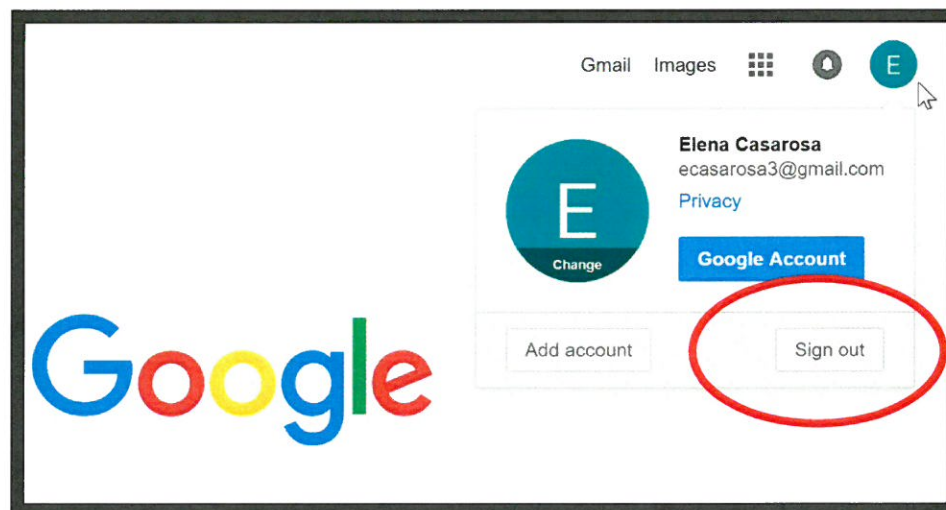 Gmail Images
E
Elena Casarosa
ecasarosa3@gmail.com
Privacy
E
Change
Google Account
Add account
Sign out
Google